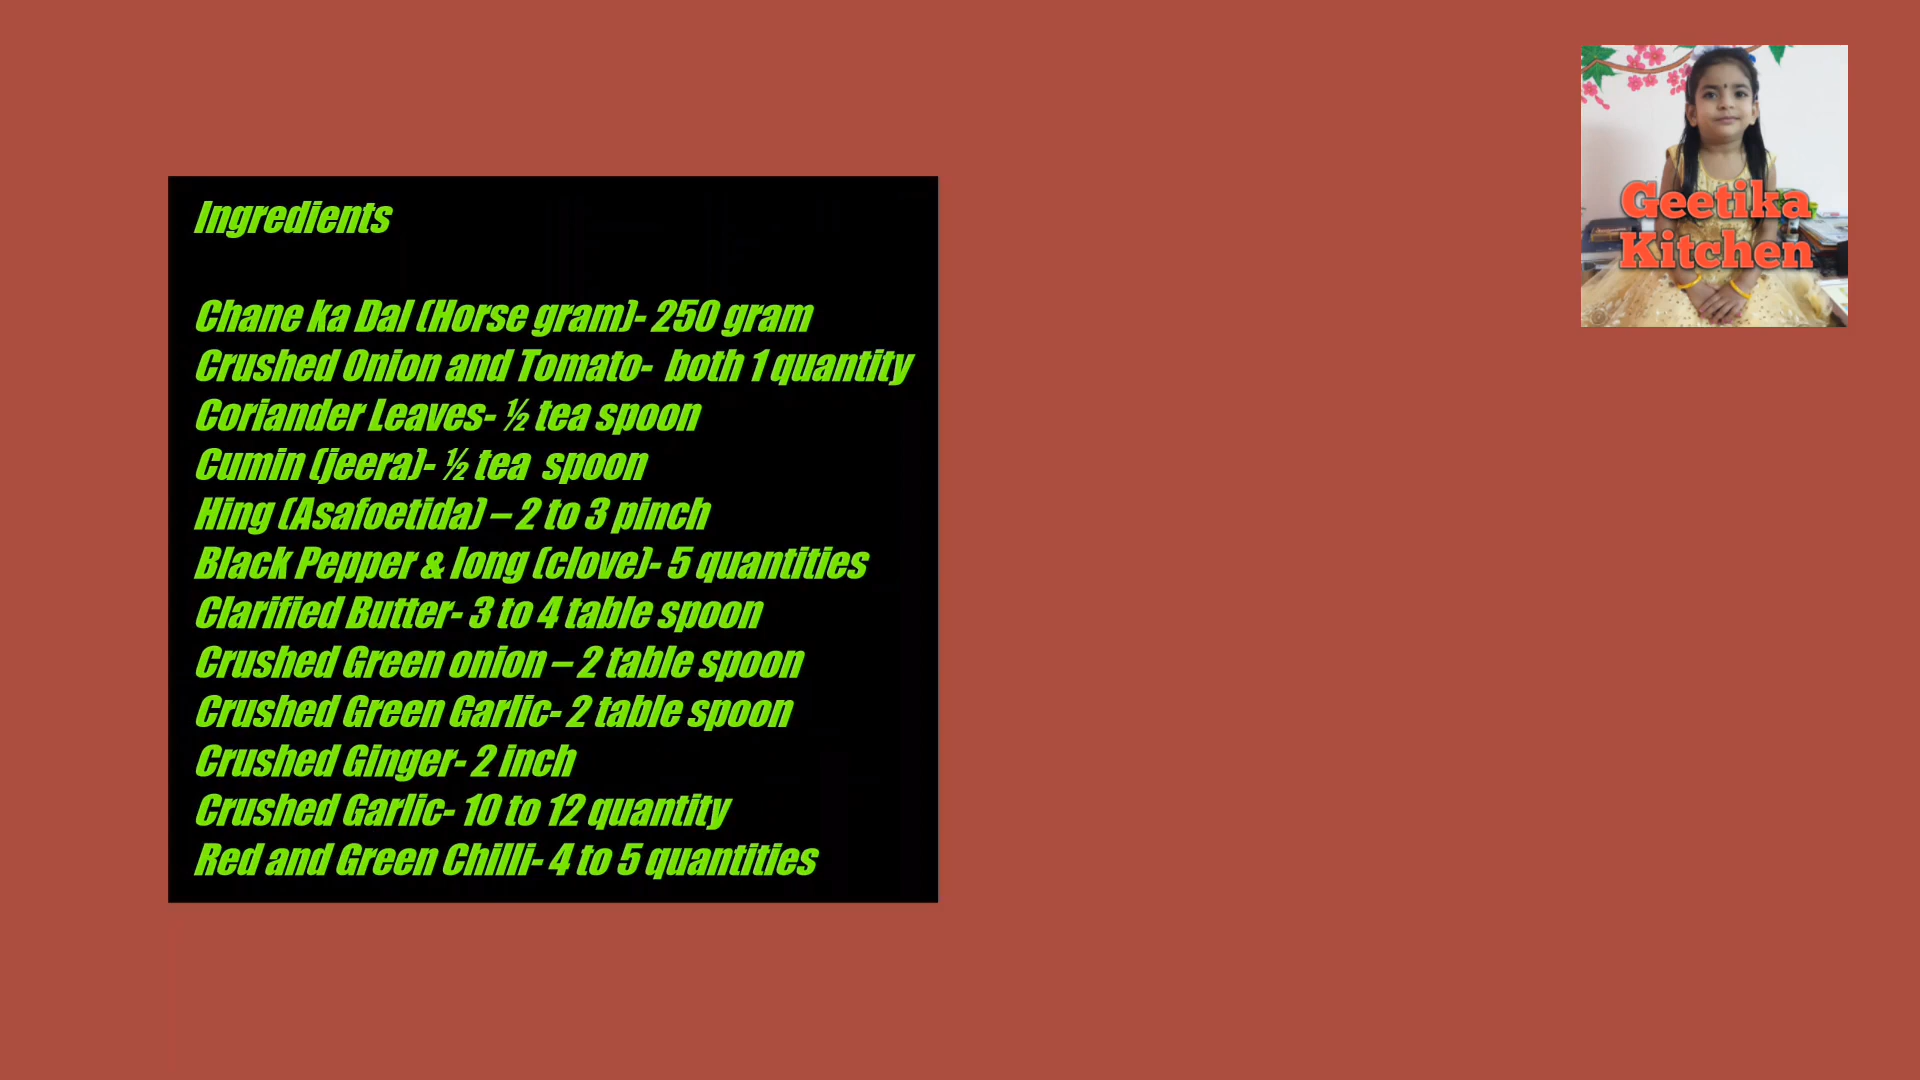 Ingredients
Chane ka Dal (Horse gram)- 250 gram
Crushed Onion and Tomato-  both 1 quantity
Coriander Leaves- ½ tea spoon
Cumin (jeera)- ½ tea  spoon
Hing (Asafoetida) – 2 to 3 pinch
Black Pepper & long (clove)- 5 quantities
Clarified Butter- 3 to 4 table spoon
Crushed Green onion – 2 table spoon
Crushed Green Garlic- 2 table spoon
Crushed Ginger- 2 inch
Crushed Garlic- 10 to 12 quantity
Red and Green Chilli- 4 to 5 quantities
Geetika
Kitchen